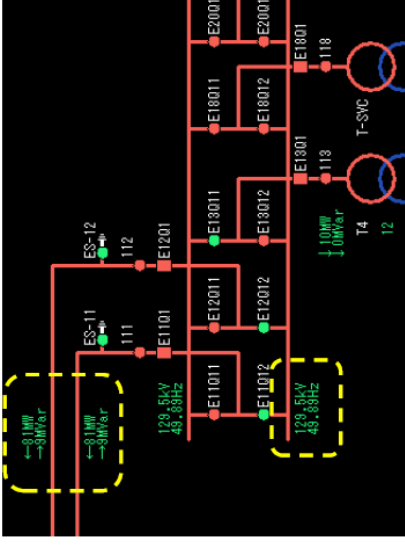 E20Q1
E20Q1
E18Q1
118
E18Q11
E18Q12
T-SVC
E13Q1
113
E13Q11
E13Q12
↓10MW
↓0MVar
T4
12
ES-12
112
E12Q1
E12Q11
E12Q12
ES-11
111
E11Q1
E11Q11
E11Q12
129.5kV
49.89Hz
129.5kV
49.89Hz
←81MW
→9MVar
←81MW
→9MVar